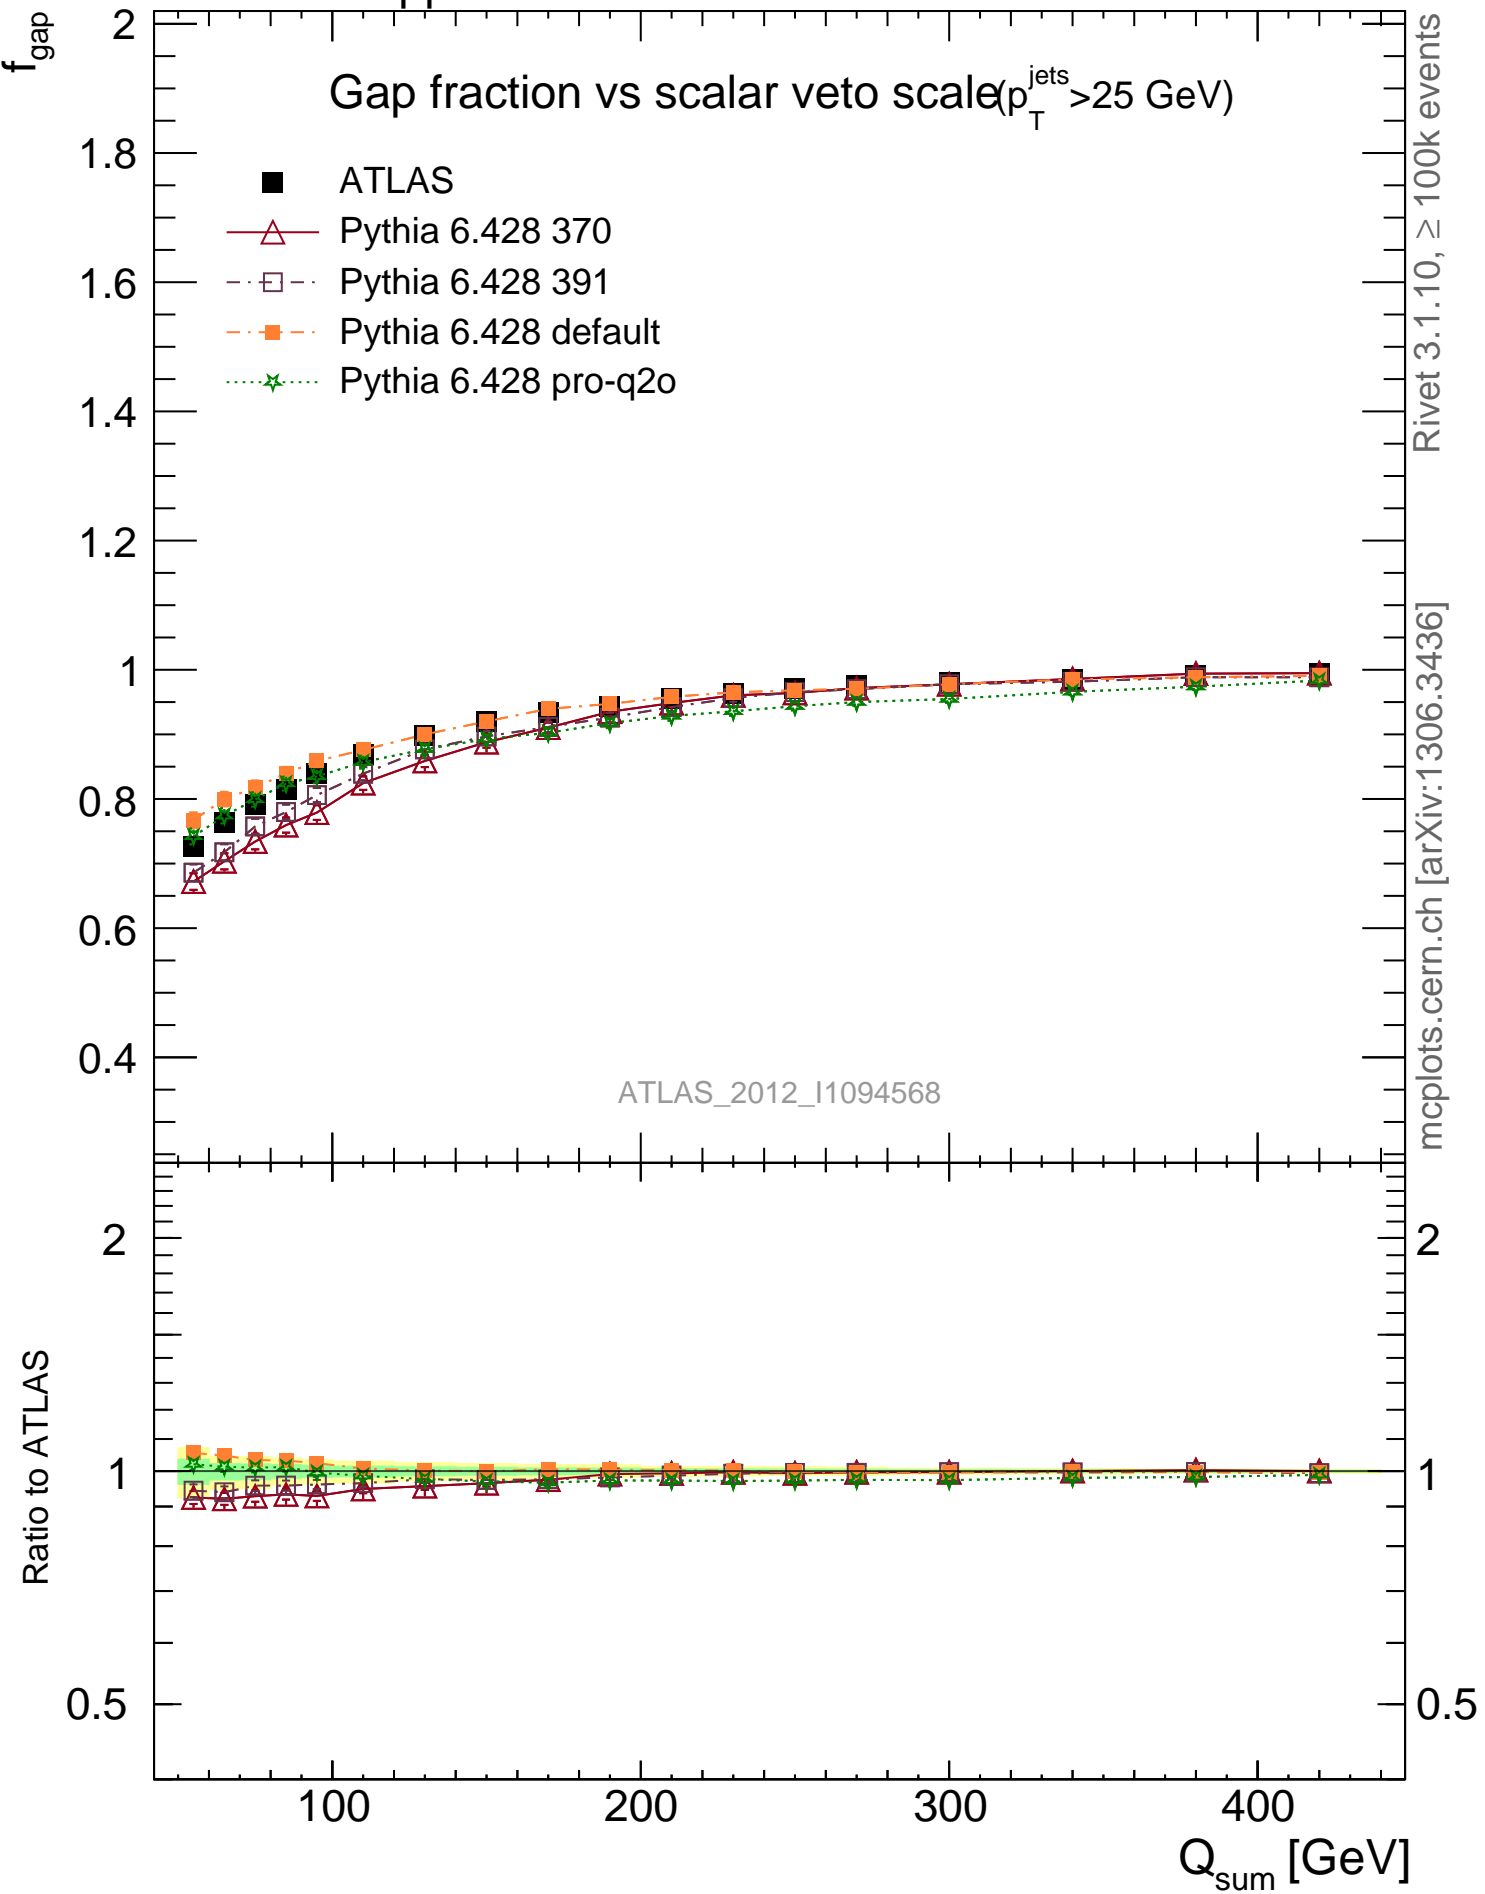 f_gap
Gap fraction vs scalar veto scale (p_T^jets>25 GeV)
ATLAS
Pythia 6.428 370
Pythia 6.428 391
Pythia 6.428 default
Pythia 6.428 pro-q2o
2
1.8
1.6
1.4
1.2
1
0.8
0.6
0.4
ATLAS_2012_I1094568
Rivet 3.1.10, ≥ 100k events
mcplots.cern.ch [arXiv:1306.3436]
Ratio to ATLAS
2
1
0.5
2
1
0.5
100
200
300
400
Q_sum [GeV]